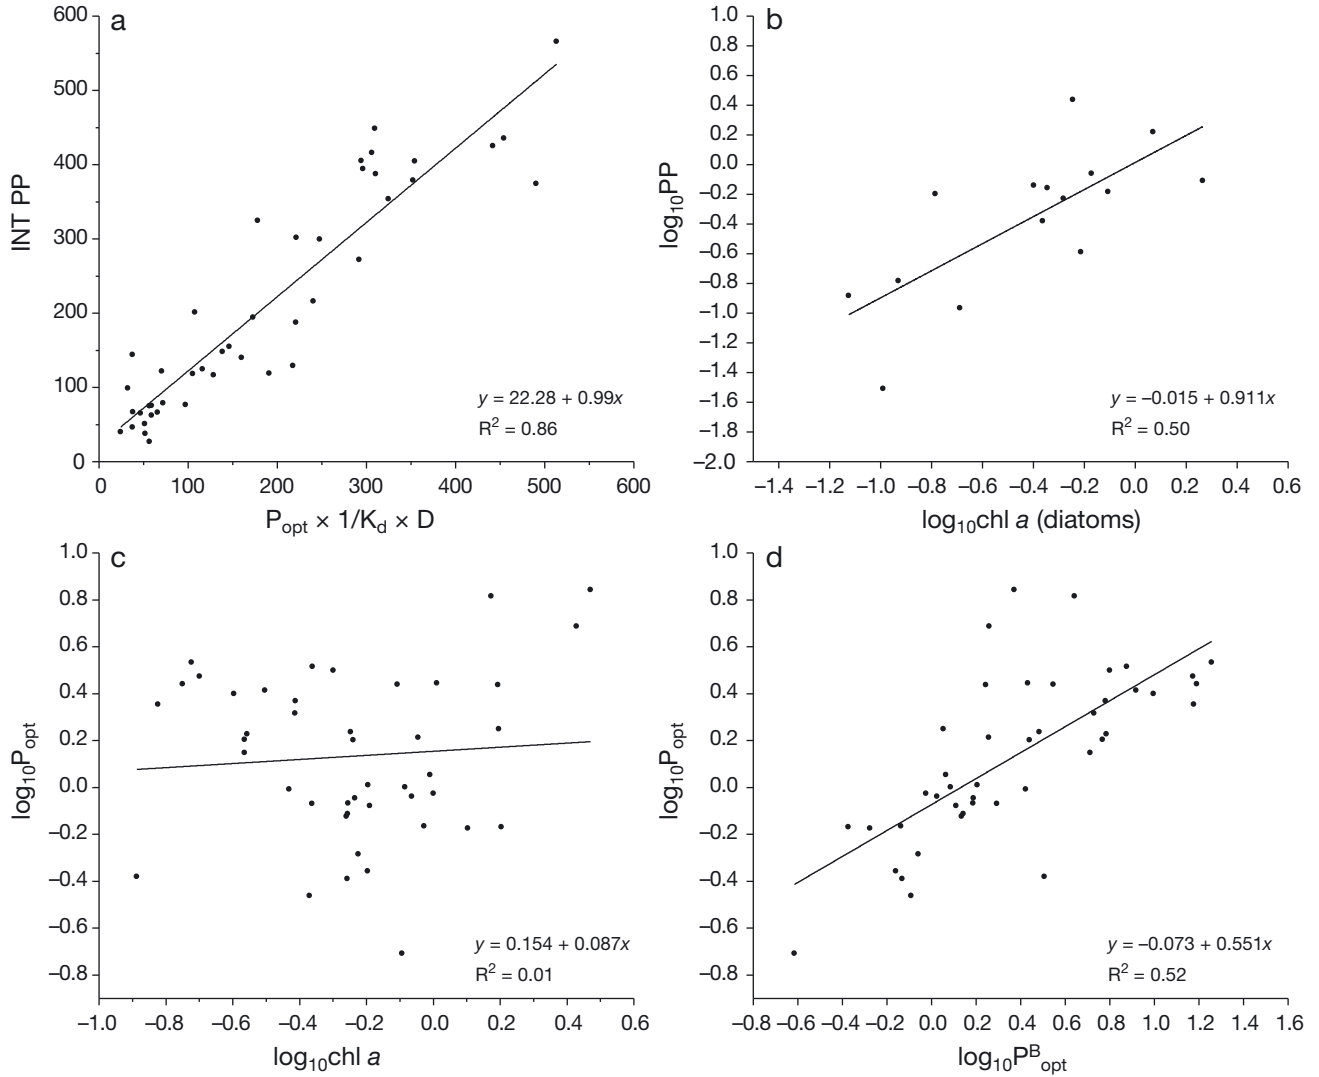 a
600
500
400
300
200
100
0
INT PP
y = 22.28 + 0.99x
R² = 0.86
0 100 200 300 400 500 600
P_opt × 1/K_d × D
b
1.0
0.8
0.6
0.4
0.2
0.0
–0.2
–0.4
–0.6
–0.8
–1.0
–1.2
–1.4
–1.6
–1.8
–2.0
log₁₀PP
y = –0.015 + 0.911x
R² = 0.50
–1.4 –1.2 –1.0 –0.8 –0.6 –0.4 –0.2 0.0 0.2 0.4 0.6
log₁₀chl a (diatoms)
c
1.0
0.8
0.6
0.4
0.2
0.0
–0.2
–0.4
–0.6
–0.8
log₁₀P_opt
y = 0.154 + 0.087x
R² = 0.01
–1.0 –0.8 –0.6 –0.4 –0.2 0.0 0.2 0.4 0.6
log₁₀chl a
d
1.0
0.8
0.6
0.4
0.2
0.0
–0.2
–0.4
–0.6
–0.8
log₁₀P_opt
y = –0.073 + 0.551x
R² = 0.52
–0.8 –0.6 –0.4 –0.2 0.0 0.2 0.4 0.6 0.8 1.0 1.2 1.4 1.6
log₁₀P^B_opt